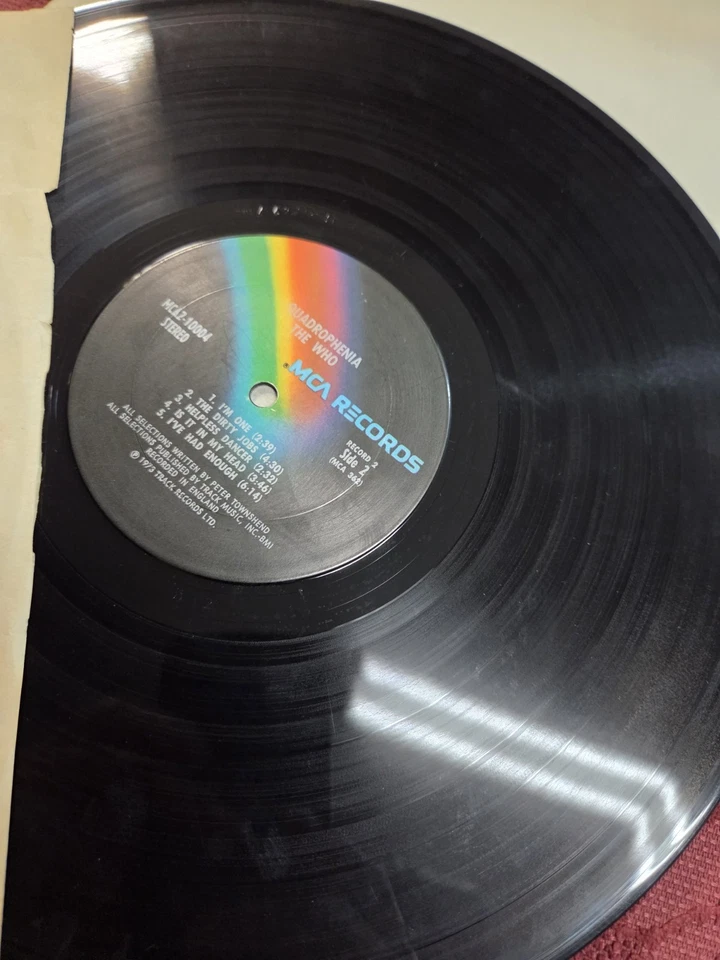 QUADROPHENIA
THE WHO
MCA RECORDS
MCA2-10004
STEREO
RECORD 2
Side 2
1. I'M ONE (2:39)
2. THE DIRTY JOBS (4:30)
3. HELPLESS DANCER (2:32)
4. IS IT IN MY HEAD (3:46)
5. I'VE HAD ENOUGH (6:14)
ALL SELECTIONS WRITTEN BY PETER TOWNSHEND
ALL SELECTIONS PUBLISHED BY TRACK MUSIC, INC.-BMI
RECORDED IN ENGLAND
℗ 1973 TRACK RECORDS LTD.